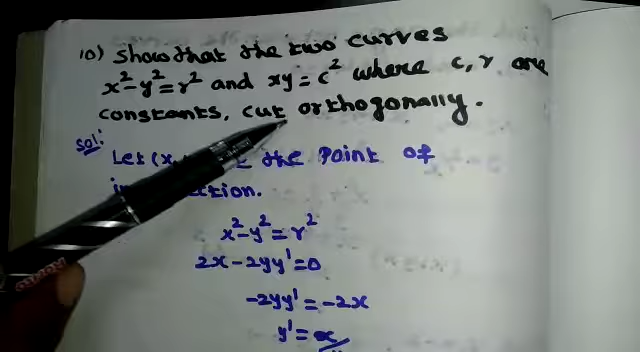 10) Show that the two curves
x²-y²=r² and xy=c² where c, r are
constants, cut orthogonally.
Sol:
Let (x, the Point of
x²-y²=r²
2x-2yy'=0
-2yy'=-2x
y'=x